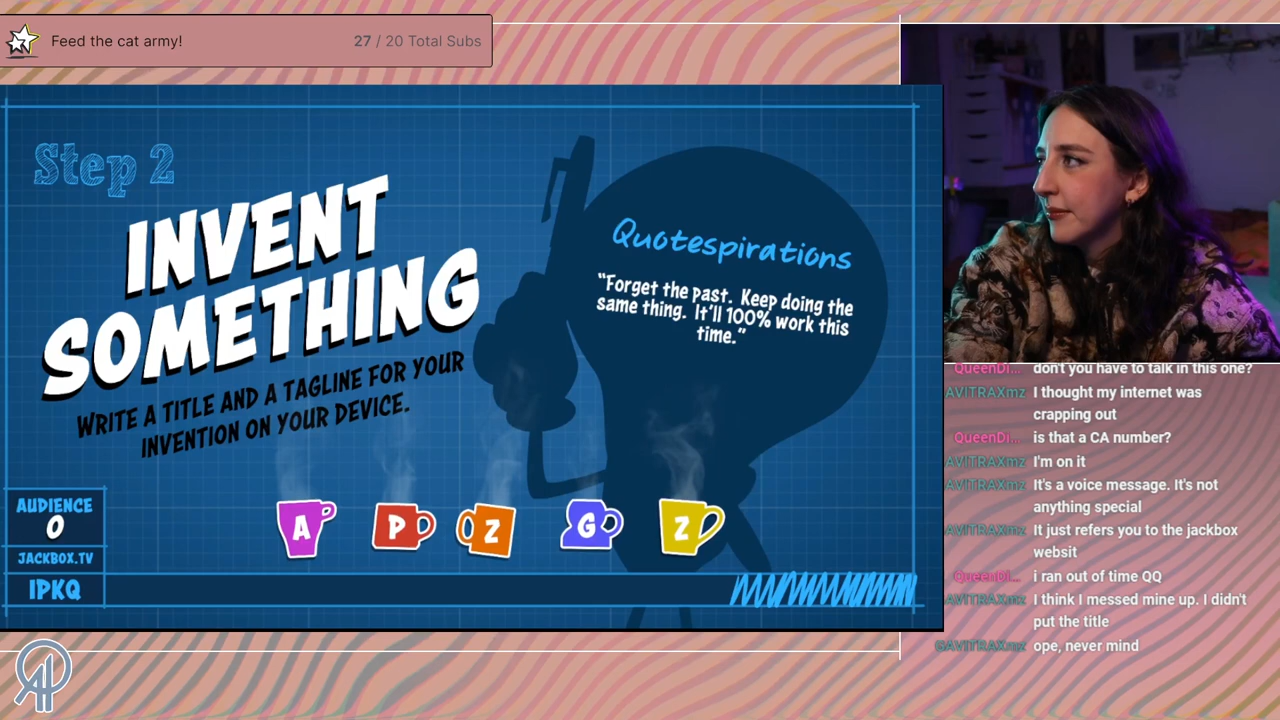 Feed the cat army!
27 / 20 Total Subs
Step 2
INVENT
SOMETHING
WRITE A TITLE AND A TAGLINE FOR YOUR
INVENTION ON YOUR DEVICE.
Quotespirations
"Forget the past. Keep doing the
same thing. It'll 100% work this
time."
A
P
Z
G
Z
AUDIENCE
0
JACKBOX.TV
IPKQ
QueenDi... don't you have to talk in this one?
AVITRAXmz I thought my internet was
crapping out
QueenDi... is that a CA number?
AVITRAXmz I'm on it
AVITRAXmz It's a voice message. It's not
anything special
AVITRAXmz It just refers you to the jackbox
websit
QueenDi... i ran out of time QQ
AVITRAXmz I think I messed mine up. I didn't
put the title
GAVITRAXmz ope, never mind